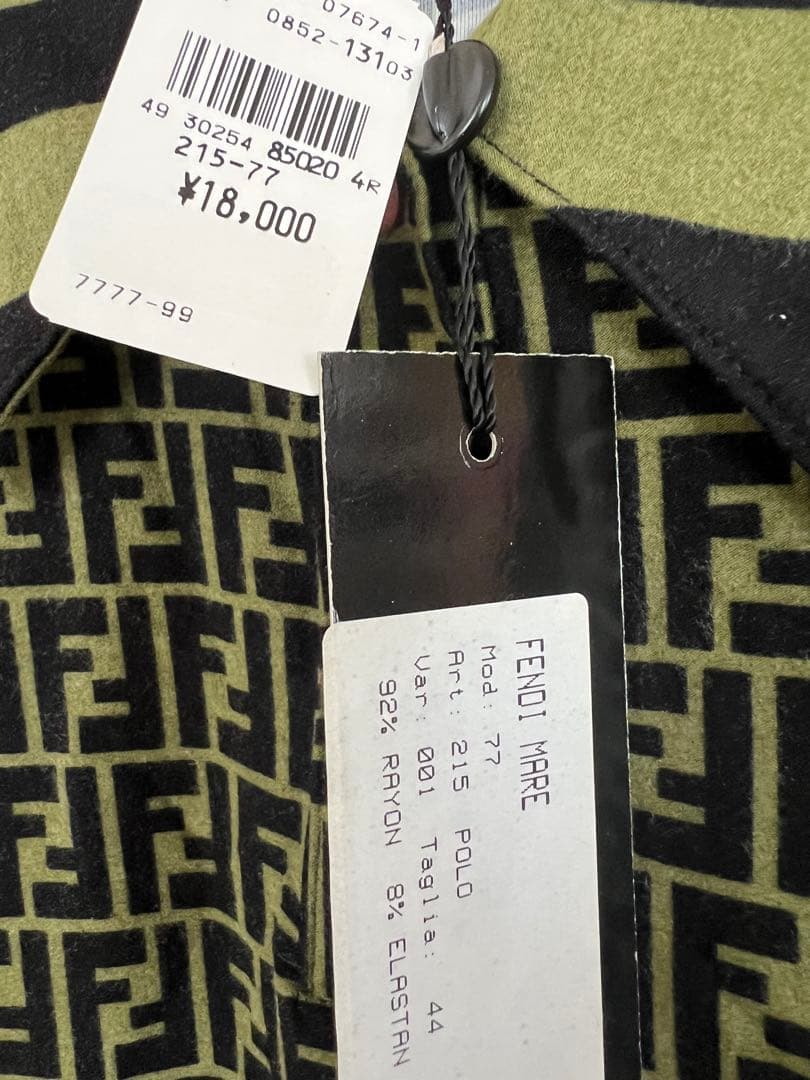 07674-1
0852-13103
49 30254 85020 4R
215-77
¥18,000
7777-99
FENDI MARE
Mod: 77
Art: 215 POLO
Var: 001 Taglia: 44
92% RAYON 8% ELASTAN